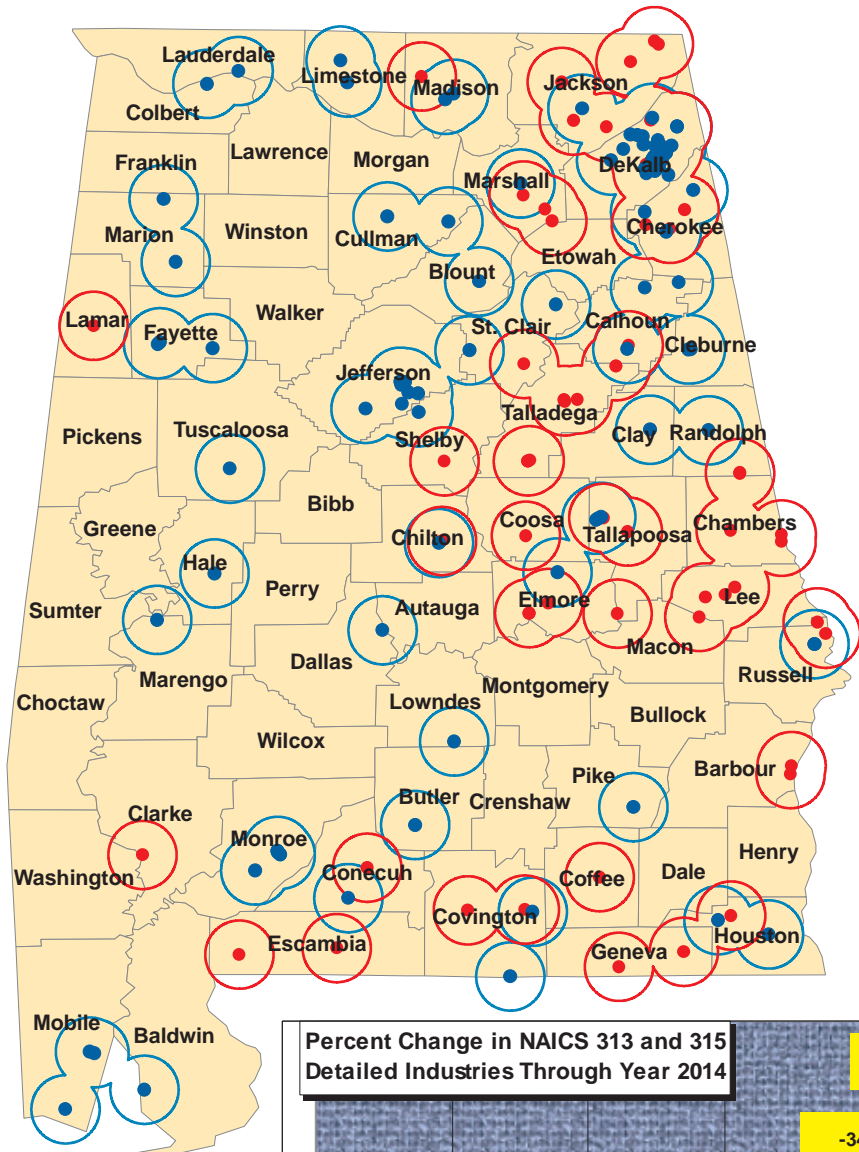 Lauderdale
Limestone
Madison
Jackson
Colbert
Lawrence
Franklin
Morgan
Marshall
DeKalb
Marion
Winston
Cullman
Cherokee
Etowah
Blount
Walker
Lamar
Fayette
St. Clair
Calhoun
Cleburne
Jefferson
Talladega
Pickens
Tuscaloosa
Shelby
Clay
Randolph
Bibb
Greene
Chilton
Coosa
Tallapoosa
Chambers
Hale
Perry
Sumter
Autauga
Elmore
Lee
Macon
Dallas
Marengo
Russell
Choctaw
Lowndes
Montgomery
Bullock
Wilcox
Barbour
Pike
Clarke
Butler
Crenshaw
Monroe
Henry
Washington
Conecuh
Coffee
Dale
Covington
Escambia
Geneva
Houston
Mobile
Baldwin
Percent Change in NAICS 313 and 315
Detailed Industries Through Year 2014
-34